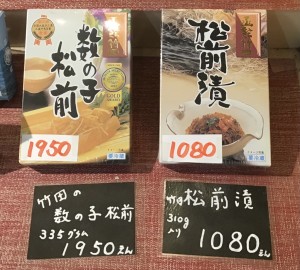 数の子
松前
1950
松前漬
1080
竹田の
数の子 松前
335グラム
1950えん
竹田 松前漬
310g
入り
1080えん